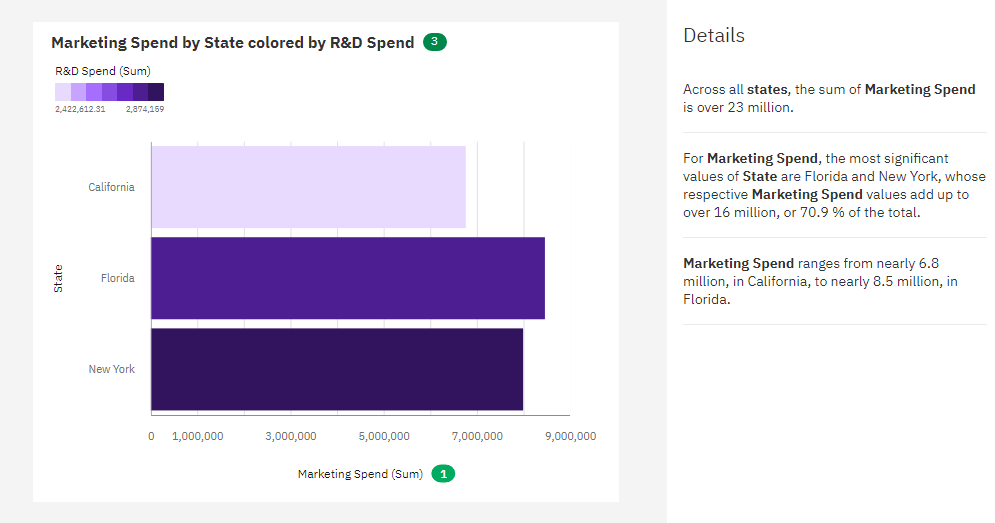 Marketing Spend by State colored by R&D Spend 3
R&D Spend (Sum)
2,422,612.31 2,874,159
California
Florida
New York
State
0 1,000,000 3,000,000 5,000,000 7,000,000 9,000,000
Marketing Spend (Sum) 1
Details
Across all states, the sum of Marketing Spend
is over 23 million.
For Marketing Spend, the most significant
values of State are Florida and New York, whose
respective Marketing Spend values add up to
over 16 million, or 70.9 % of the total.
Marketing Spend ranges from nearly 6.8
million, in California, to nearly 8.5 million, in
Florida.